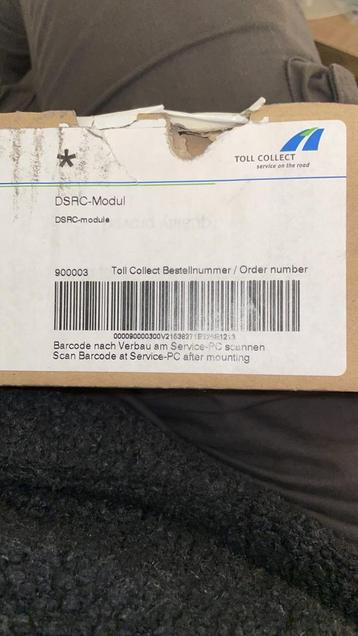 *
TOLL COLLECT
service on the road
DSRC-Modul
DSRC-module
900003 Toll Collect Bestellnummer / Order number
Barcode nach Verbau am Service-PC scannen
Scan Barcode at Service-PC after mounting